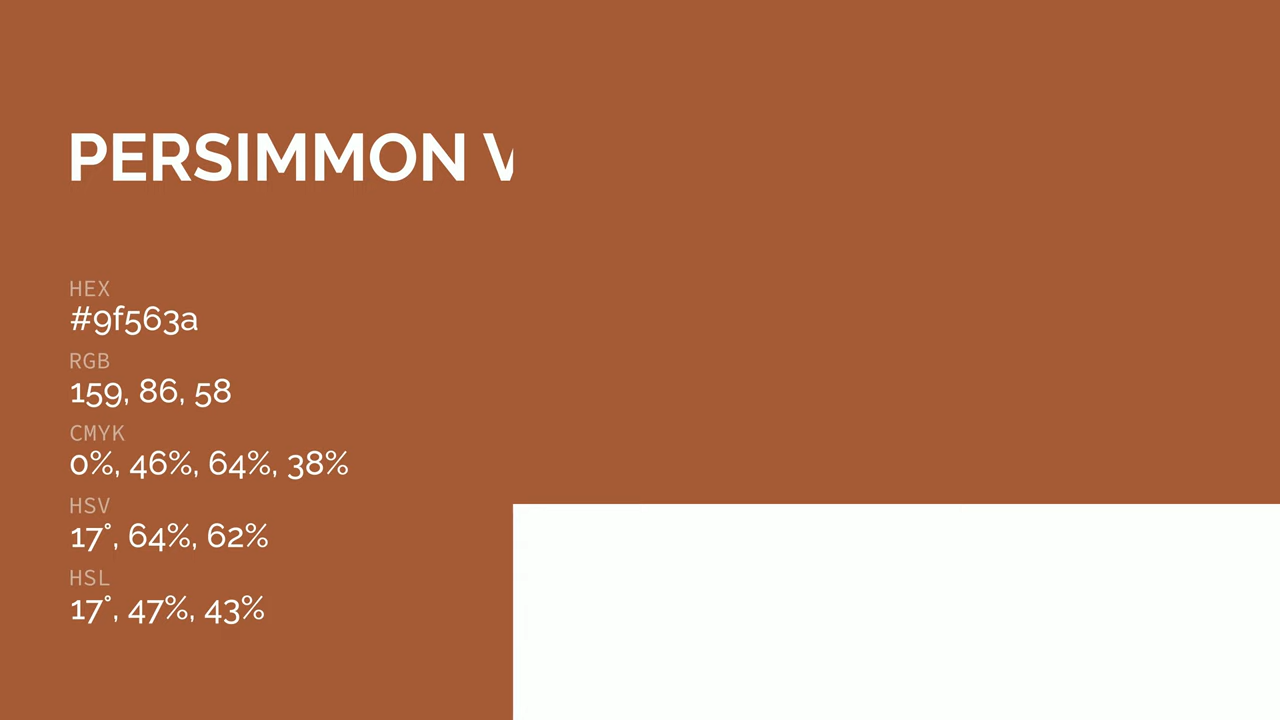 PERSIMMON
HEX
#9f563a
RGB
159, 86, 58
CMYK
0%, 46%, 64%, 38%
HSV
17°, 64%, 62%
HSL
17°, 47%, 43%